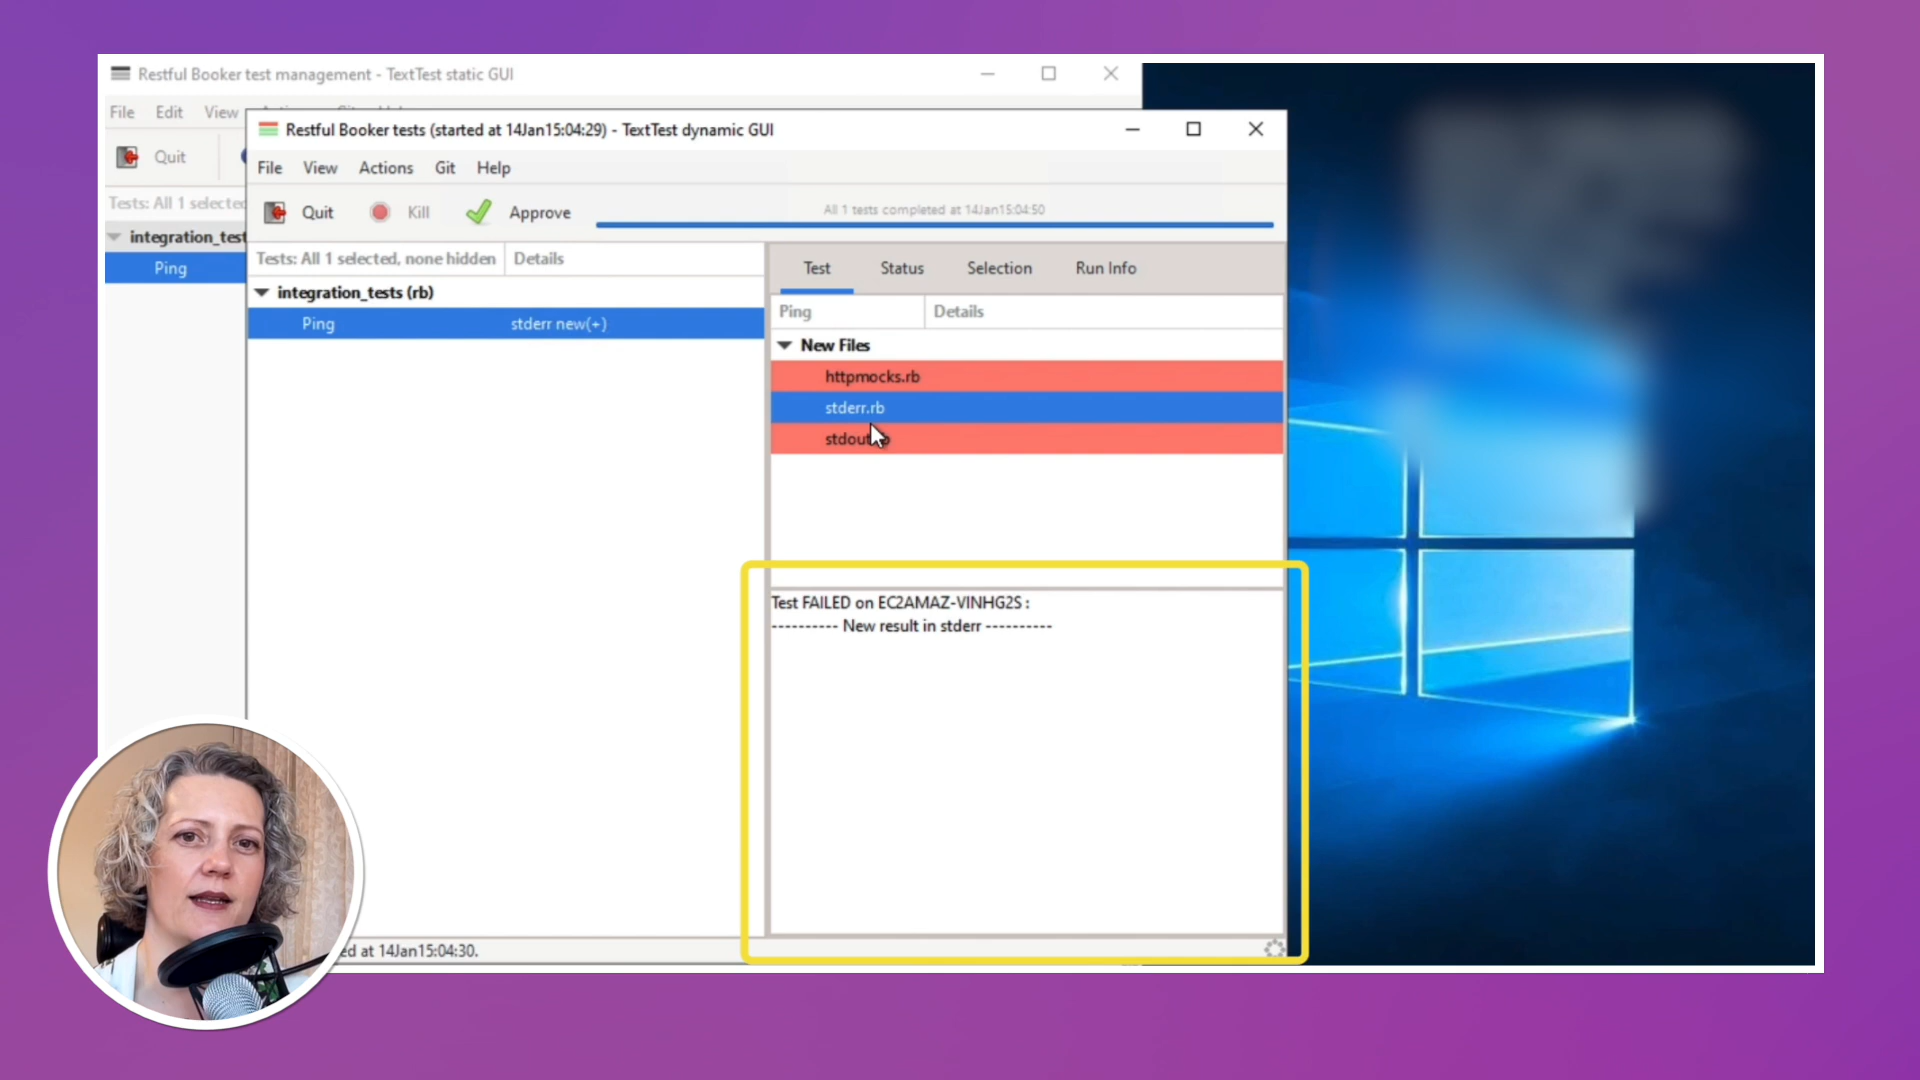 Restful Booker test management - TextTest static GUI
File Edit View
Quit
Tests: All 1 selected
integration_test
Ping
Restful Booker tests (started at 14Jan15:04:29) - TextTest dynamic GUI
File View Actions Git Help
Quit Kill Approve
All 1 tests completed at 14Jan15:04:50
Tests: All 1 selected, none hidden Details
integration_tests (rb)
Ping stderr new(+)
Test Status Selection Run Info
Ping Details
New Files
httpmocks.rb
stderr.rb
Test FAILED on EC2AMAZ-VINHG2S :
---------- New result in stderr ----------
ed at 14Jan15:04:30.